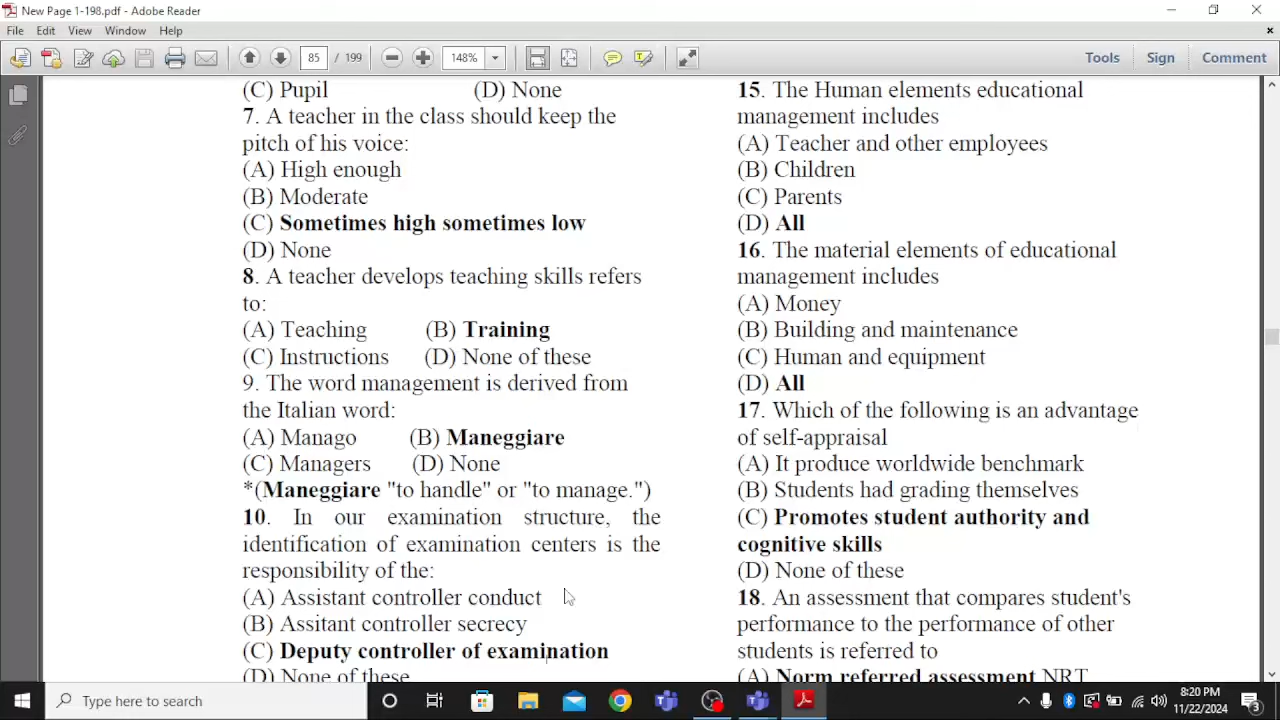 New Page 1-198.pdf - Adobe Reader
File Edit View Window Help
85 / 199 148% Tools Sign Comment
(C) Pupil (D) None
7. A teacher in the class should keep the
pitch of his voice:
(A) High enough
(B) Moderate
(C) Sometimes high sometimes low
(D) None
8. A teacher develops teaching skills refers
to:
(A) Teaching (B) Training
(C) Instructions (D) None of these
9. The word management is derived from
the Italian word:
(A) Manago (B) Maneggiare
(C) Managers (D) None
*(Maneggiare "to handle" or "to manage.")
10. In our examination structure, the
identification of examination centers is the
responsibility of the:
(A) Assistant controller conduct
(B) Assitant controller secrecy
(C) Deputy controller of examination
(D) None of these
15. The Human elements educational
management includes
(A) Teacher and other employees
(B) Children
(C) Parents
(D) All
16. The material elements of educational
management includes
(A) Money
(B) Building and maintenance
(C) Human and equipment
(D) All
17. Which of the following is an advantage
of self-appraisal
(A) It produce worldwide benchmark
(B) Students had grading themselves
(C) Promotes student authority and
cognitive skills
(D) None of these
18. An assessment that compares student's
performance to the performance of other
students is referred to
(A) Norm referred assessment NRT
Type here to search
8:20 PM
11/22/2024
3